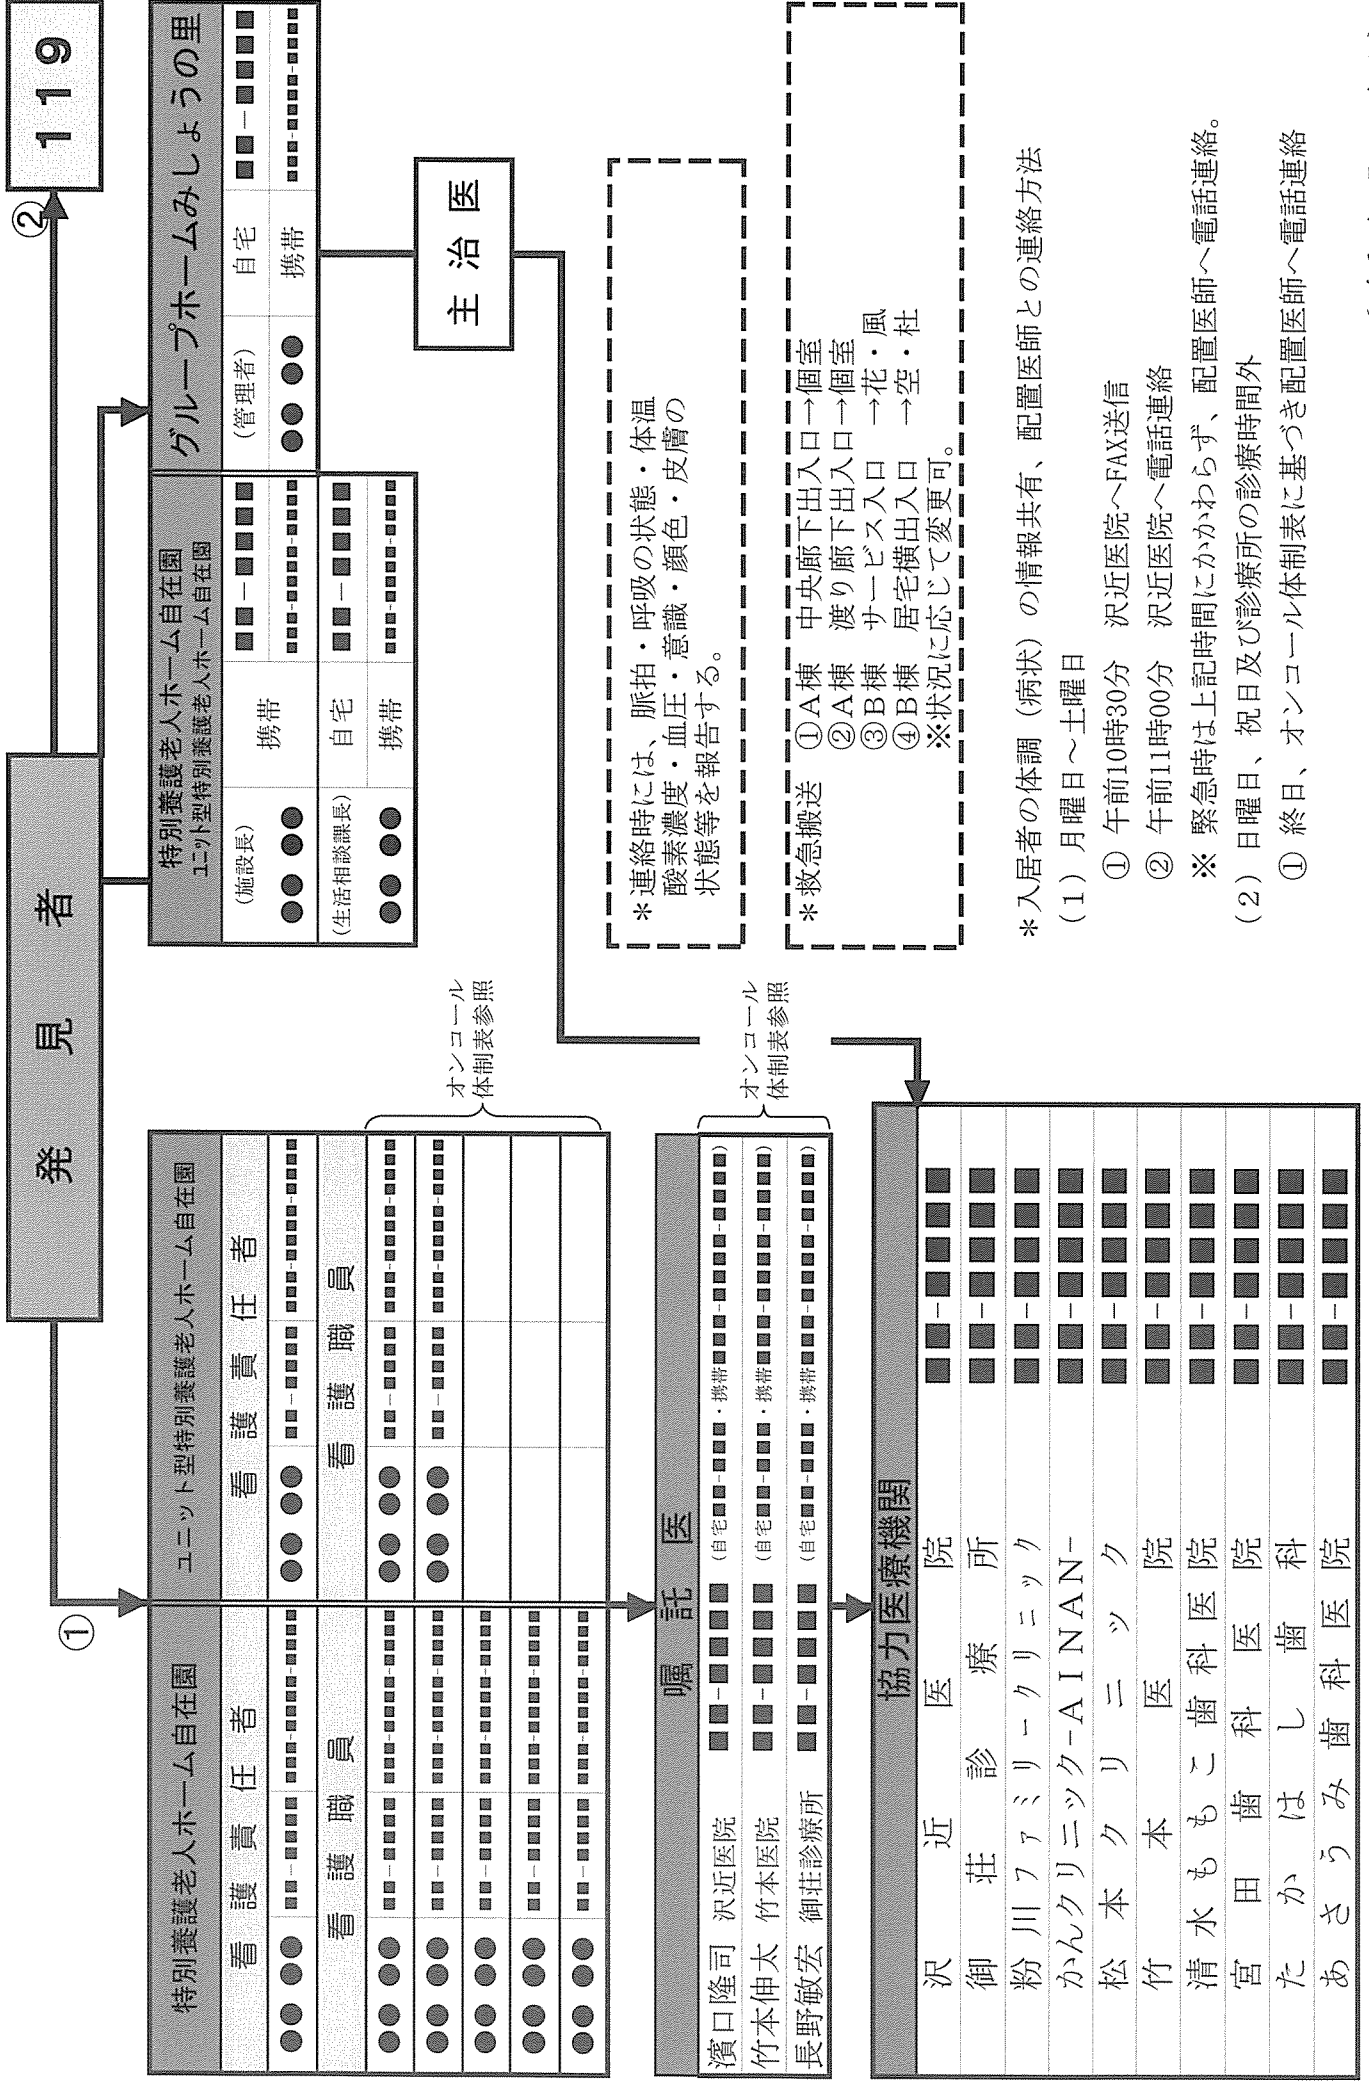 発見者
①
②
119
特別養護老人ホーム自在園
ユニット型特別養護老人ホーム自在園
看護責任者
看護責任者
●● ●● ■■－■■■■ ■■■-■■■■-■■■■
●● ●● ■■－■■■■ ■■■-■■■■-■■■■
看護職員
看護職員
●● ●● ■■－■■■■ ■■■-■■■■-■■■■
●● ●● ■■－■■■■ ■■■-■■■■-■■■■
●● ●● ■■－■■■■ ■■■-■■■■-■■■■
●● ●● ■■－■■■■ ■■■-■■■■-■■■■
●● ●● ■■－■■■■ ■■■-■■■■-■■■■
●● ●● ■■－■■■■ ■■■-■■■■-■■■■
●● ●● ■■－■■■■ ■■■-■■■■-■■■■
オンコール
体制表参照
特別養護老人ホーム自在園
ユニット型特別養護老人ホーム自在園
(施設長)
●● ●●
携帯
■■－■■■■
■■■-■■■■-■■■■
(生活相談課長)
●● ●●
自宅 ■■－■■■■
携帯 ■■■-■■■■-■■■■
グループホームみしょうの里
(管理者)
●● ●●
自宅 ■■－■■■■
携帯 ■■■-■■■■-■■■■
主治医
嘱託医
濱口隆司 沢近医院 ■■－■■■■ (自宅■■-■■■■・携帯■■■-■■■■-■■■■)
竹本伸太 竹本医院 ■■－■■■■ (自宅■■-■■■■・携帯■■■-■■■■-■■■■)
長野敏宏 御荘診療所 ■■－■■■■ (自宅■■-■■■■・携帯■■■-■■■■-■■■■)
オンコール
体制表参照
協力医療機関
沢近医院 ■■－■■■■
御荘診療所 ■■－■■■■
粉川ファミリークリニック ■■－■■■■
かんクリニック-AINAN- ■■－■■■■
松本クリニック ■■－■■■■
竹本医院 ■■－■■■■
清水ももこ歯科医院 ■■－■■■■
宮田歯科医院 ■■－■■■■
たかはし歯科 ■■－■■■■
あさうみ歯科医院 ■■－■■■■
＊連絡時には、脈拍・呼吸の状態・体温
酸素濃度・血圧・意識・顔色・皮膚の
状態等を報告する。
＊救急搬送 ①A棟 中央廊下出入口→個室
②A棟 渡り廊下出入口→個室
③B棟 サービス入口 →花・風
④B棟 居宅横出入口 →空・杜
※状況に応じて変更可。
＊入居者の体調（病状）の情報共有、配置医師との連絡方法
(1) 月曜日～土曜日
① 午前10時30分 沢近医院へFAX送信
② 午前11時00分 沢近医院へ電話連絡
※ 緊急時は上記時間にかかわらず、配置医師へ電話連絡。
(2) 日曜日、祝日及び診療所の診療時間外
① 終日、オンコール体制表に基づき配置医師へ電話連絡